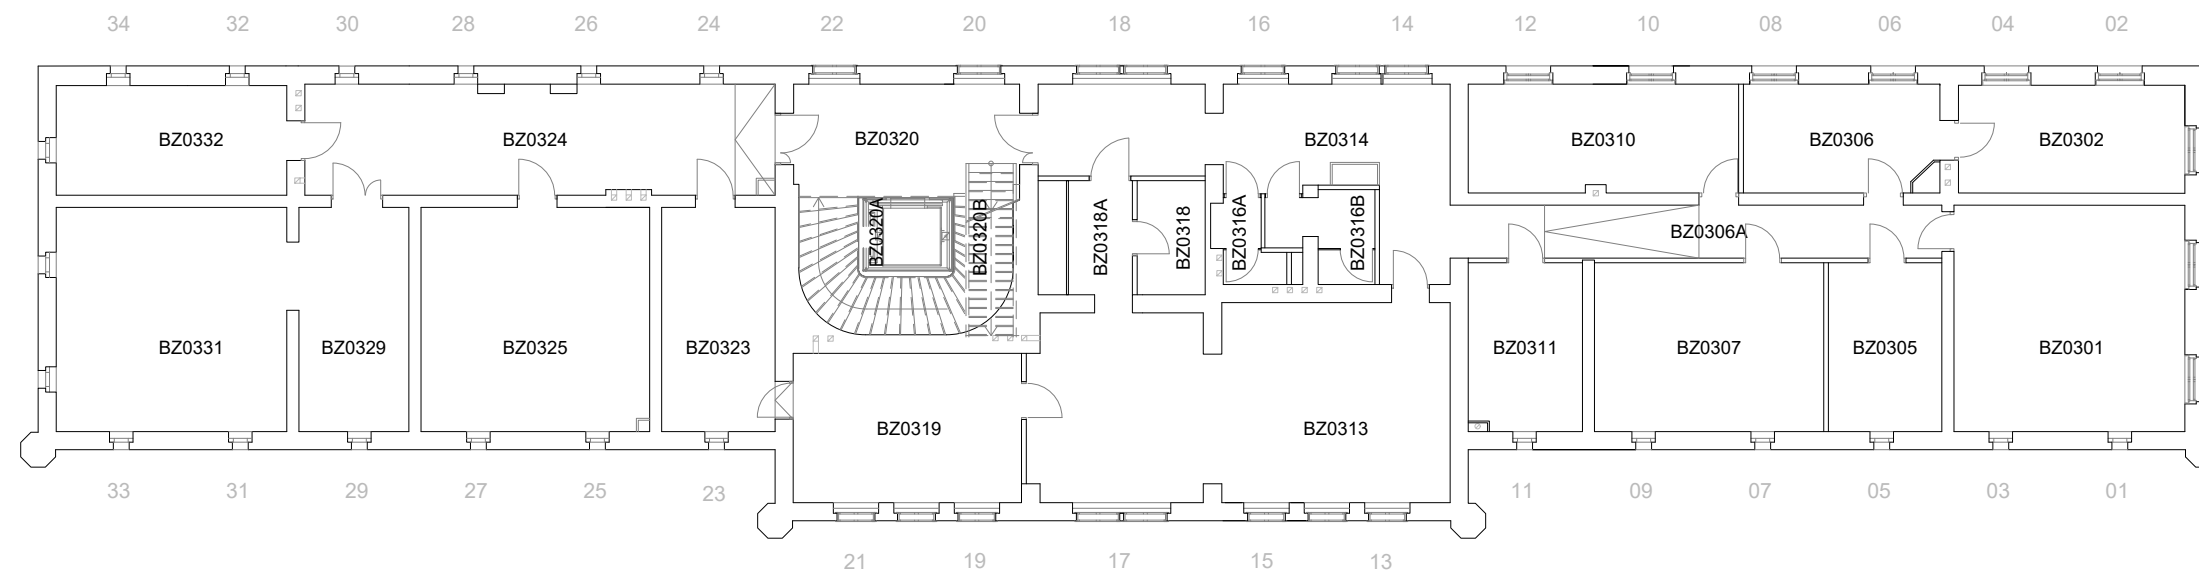 34 32 30 28 26 24 22 20 18 16 14 12 10 08 06 04 02
BZ0332 BZ0324 BZ0320 BZ0314 BZ0310 BZ0306 BZ0302
BZ0320A BZ0320B BZ0318A BZ0318 BZ0316A BZ0316B BZ0306A
BZ0331 BZ0329 BZ0325 BZ0323 BZ0311 BZ0307 BZ0305 BZ0301
BZ0319 BZ0313
33 31 29 27 25 23 11 09 07 05 03 01
21 19 17 15 13